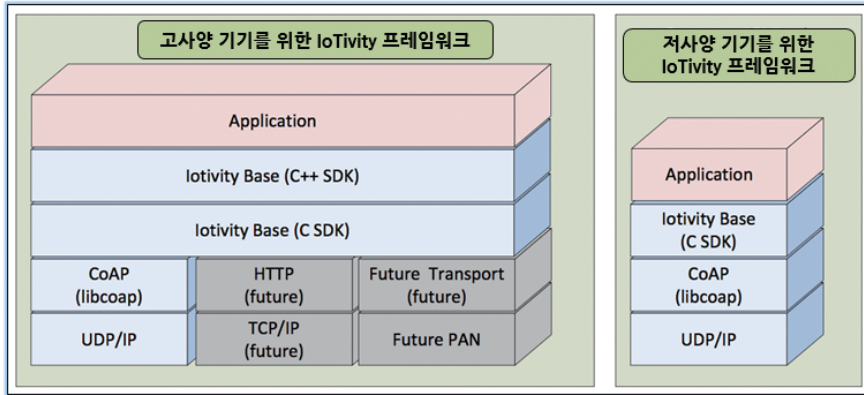 고사양 기기를 위한 IoTivity 프레임워크
Application
Iotivity Base (C++ SDK)
Iotivity Base (C SDK)
CoAP
(libcoap)
HTTP
(future)
Future Transport
(future)
UDP/IP
TCP/IP
(future)
Future PAN
저사양 기기를 위한
IoTivity 프레임워크
Application
Iotivity Base
(C SDK)
CoAP
(libcoap)
UDP/IP